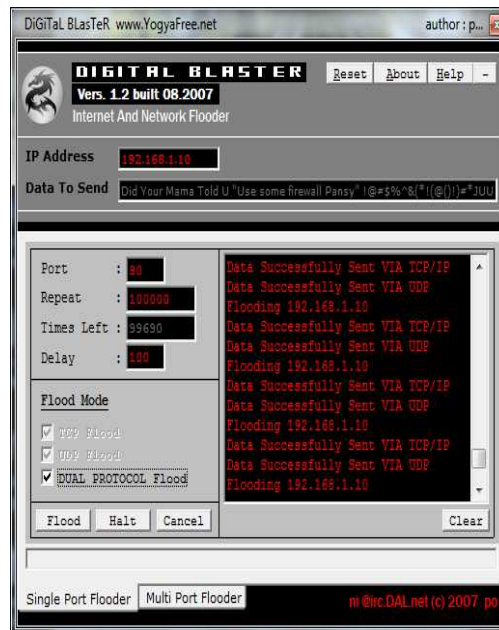 DiGiTaL BLasTeR www.YogyaFree.net author : p...
DIGITAL BLASTER
Reset About Help -
Vers. 1.2 built 08.2007
Internet And Network Flooder
IP Address 192.168.1.10
Data To Send Did Your Mama Told U "Use some firewall Pansy" !@#$%^&(*!(@()!)#*JUU
Port : 80
Repeat : 100000
Times Left : 99690
Delay : 100
Flood Mode
TCP Flood
UDP Flood
DUAL PROTOCOL Flood
Flood Halt Cancel
Data Successfully Sent VIA TCP/IP
Data Successfully Sent VIA UDP
Flooding 192.168.1.10
Data Successfully Sent VIA TCP/IP
Data Successfully Sent VIA UDP
Flooding 192.168.1.10
Data Successfully Sent VIA TCP/IP
Data Successfully Sent VIA UDP
Flooding 192.168.1.10
Data Successfully Sent VIA TCP/IP
Data Successfully Sent VIA UDP
Flooding 192.168.1.10
Clear
Single Port Flooder Multi Port Flooder
ni @irc.DAL.net (c) 2007 po